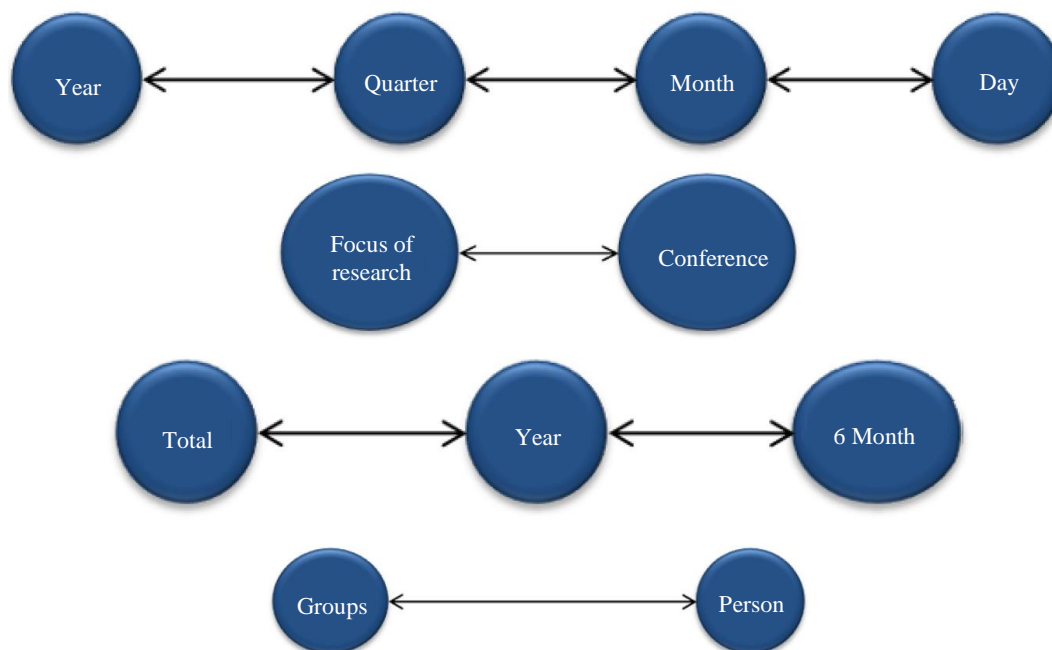 Year
Quarter
Month
Day
Focus of
research
Conference
Total
Year
6 Month
Groups
Person